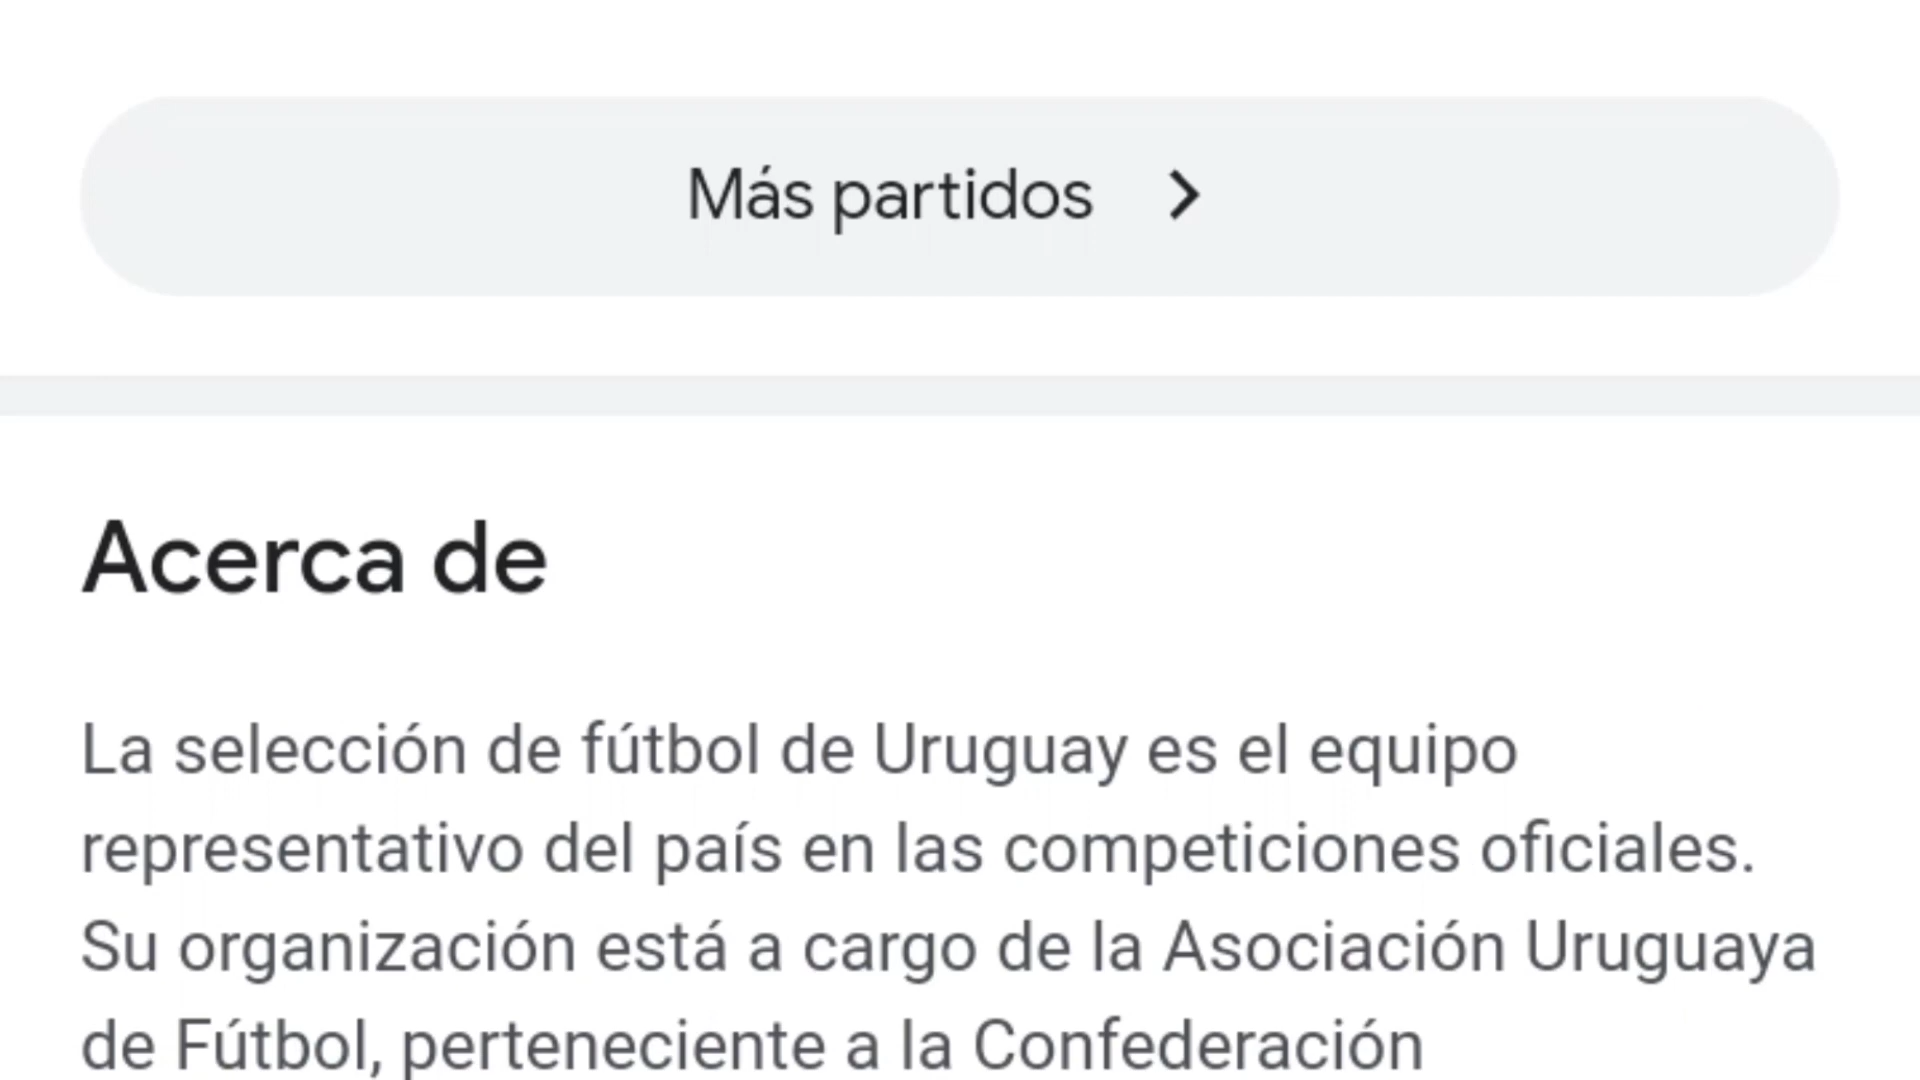 Más partidos
Acerca de
La selección de fútbol de Uruguay es el equipo
representativo del país en las competiciones oficiales.
Su organización está a cargo de la Asociación Uruguaya
de Fútbol, perteneciente a la Confederación